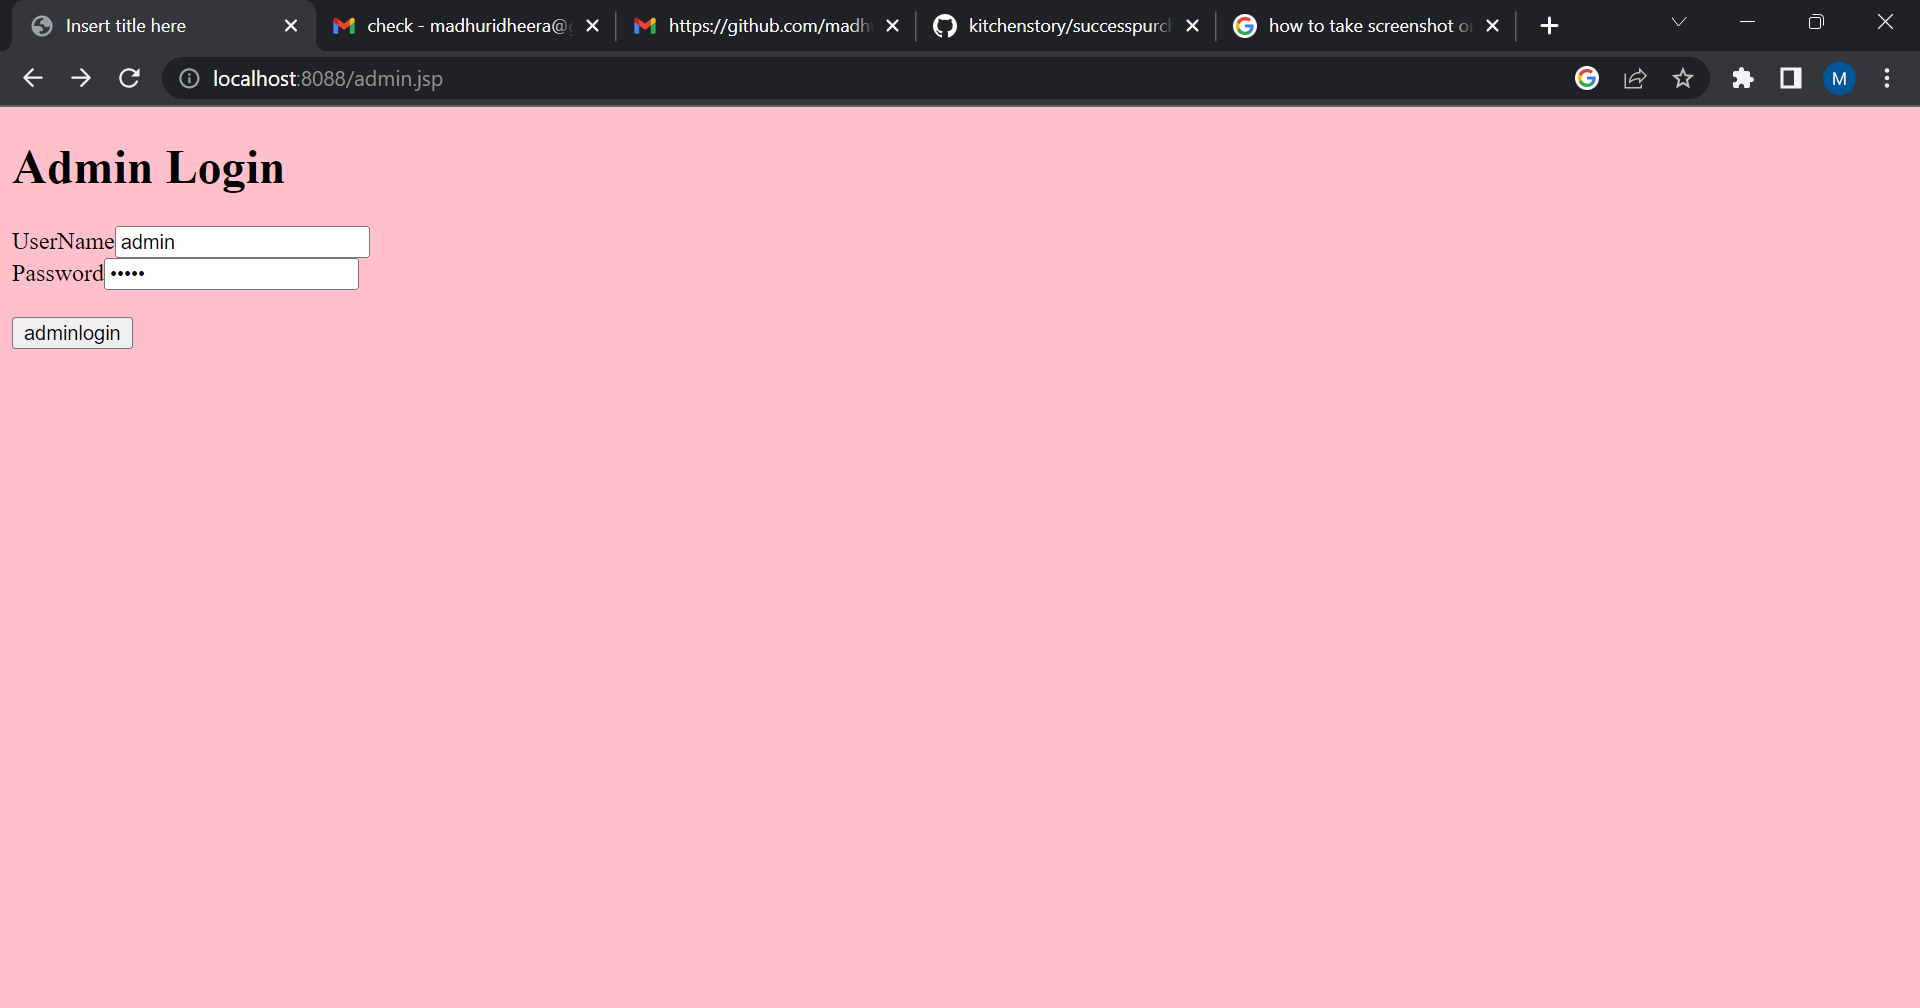 Insert title here
check - madhuridheera@
https://github.com/madh
kitchenstory/successpurc
how to take screenshot o
localhost:8088/admin.jsp
M
Admin Login
UserName admin
Password •••••
adminlogin